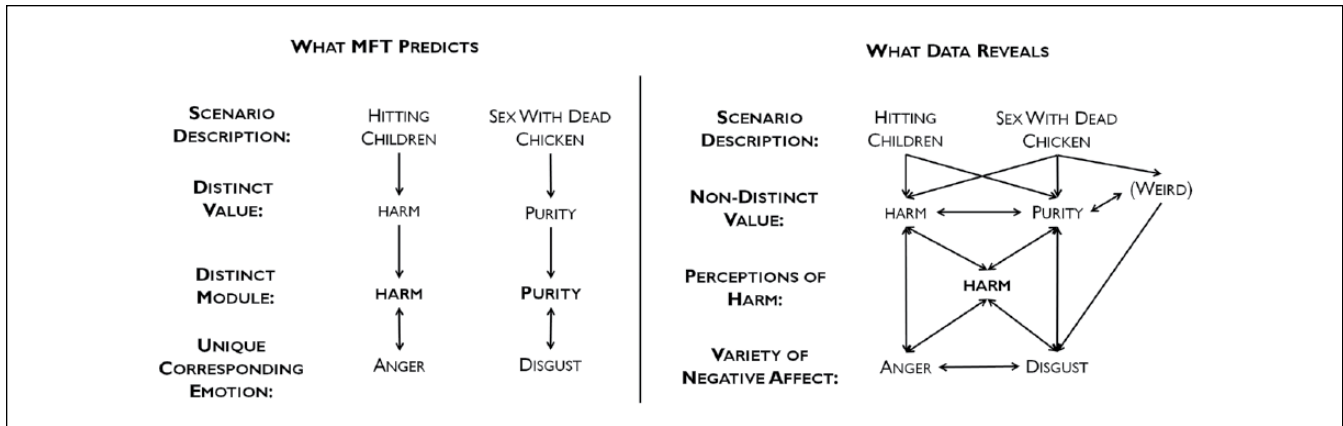 WHAT MFT PREDICTS
SCENARIO DESCRIPTION:
HITTING CHILDREN
SEX WITH DEAD CHICKEN
DISTINCT VALUE:
HARM
PURITY
DISTINCT MODULE:
HARM
PURITY
UNIQUE CORRESPONDING EMOTION:
ANGER
DISGUST
WHAT DATA REVEALS
SCENARIO DESCRIPTION:
HITTING CHILDREN
SEX WITH DEAD CHICKEN
NON-DISTINCT VALUE:
HARM
PURITY
(WEIRD)
PERCEPTIONS OF HARM:
HARM
VARIETY OF NEGATIVE AFFECT:
ANGER
DISGUST